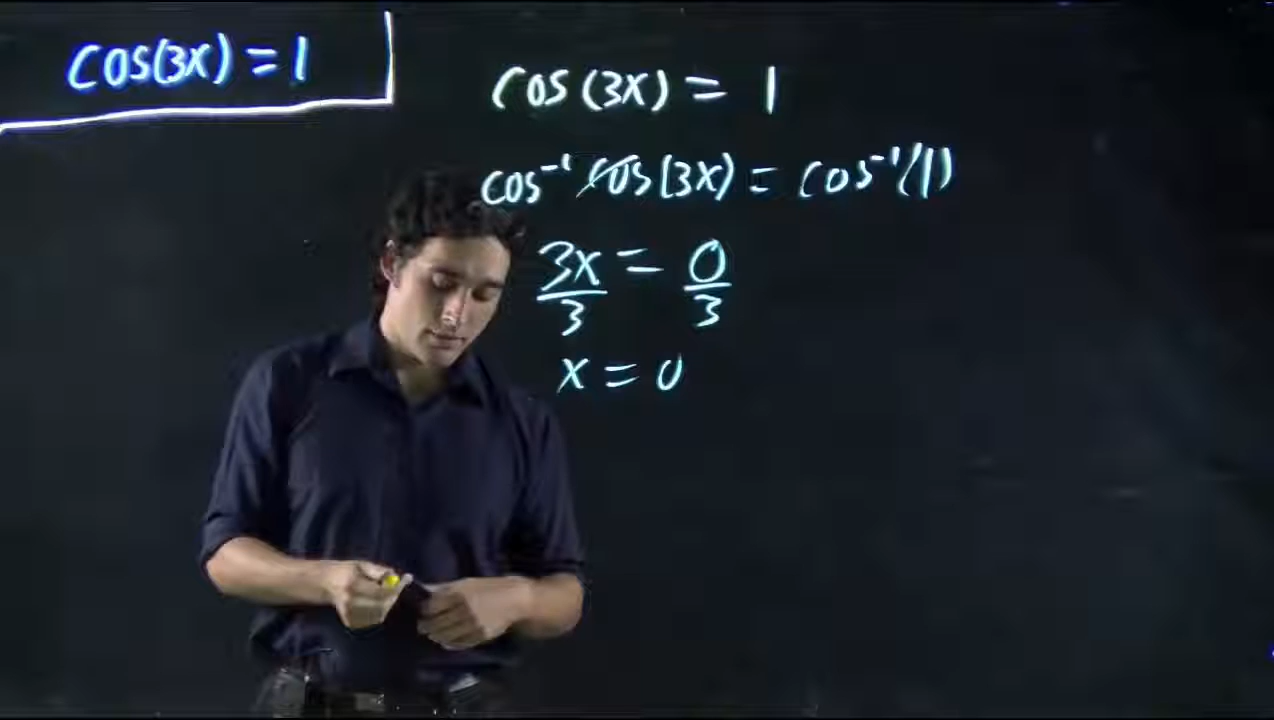 cos(3x) = 1
cos(3x) = 1
cos⁻¹ cos(3x) = cos⁻¹(1)
3x/3 = 0/3
x = 0